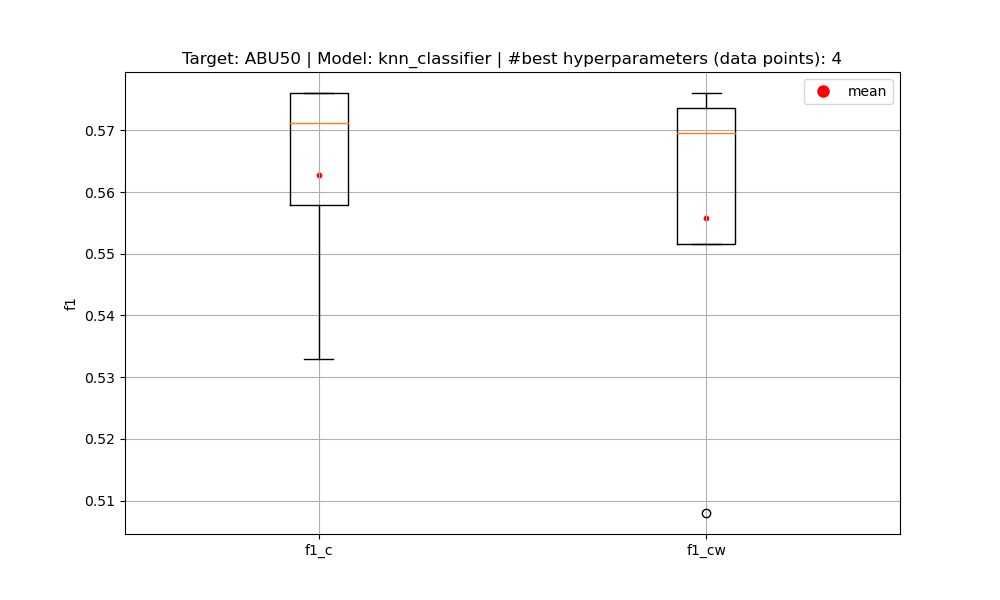 Target: ABU50 | Model: knn_classifier | #best hyperparameters (data points): 4
mean
0.57
0.56
0.55
0.54
0.53
0.52
0.51
f1
f1_c
f1_cw